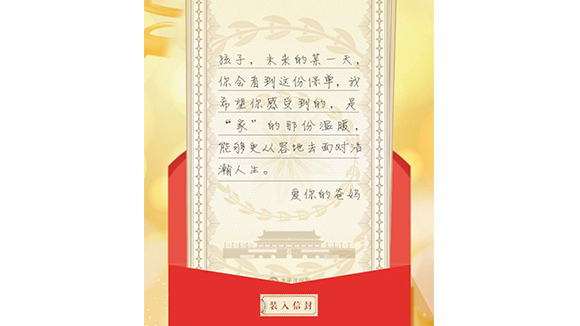 孩子，未来的某一天，
你会看到这份保单，我
希望你感受到的，是
“家”的那份温暖，
能够更从容地去面对浩
瀚人生。
爱你的爸妈
装入信封